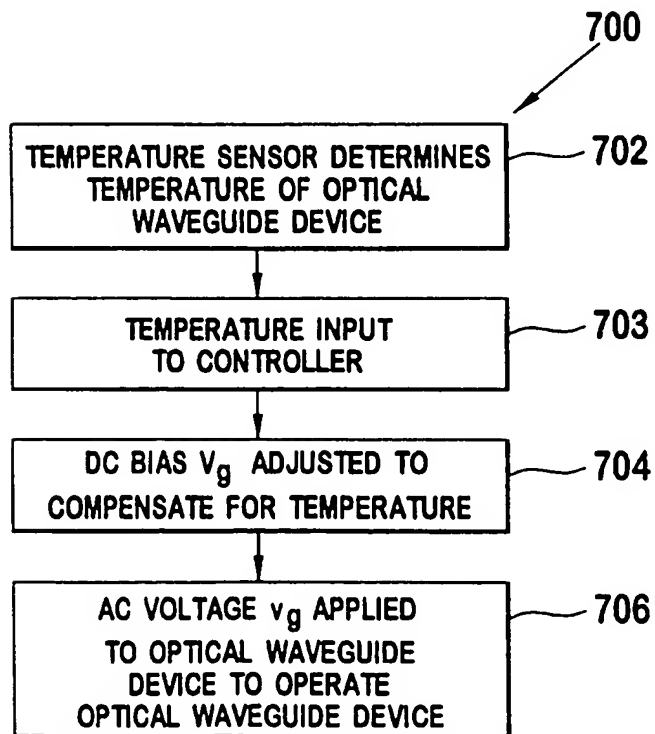 700
TEMPERATURE SENSOR DETERMINES
TEMPERATURE OF OPTICAL
WAVEGUIDE DEVICE
702
TEMPERATURE INPUT
TO CONTROLLER
703
DC BIAS Vg ADJUSTED TO
COMPENSATE FOR TEMPERATURE
704
AC VOLTAGE vg APPLIED
TO OPTICAL WAVEGUIDE
DEVICE TO OPERATE
OPTICAL WAVEGUIDE DEVICE
706